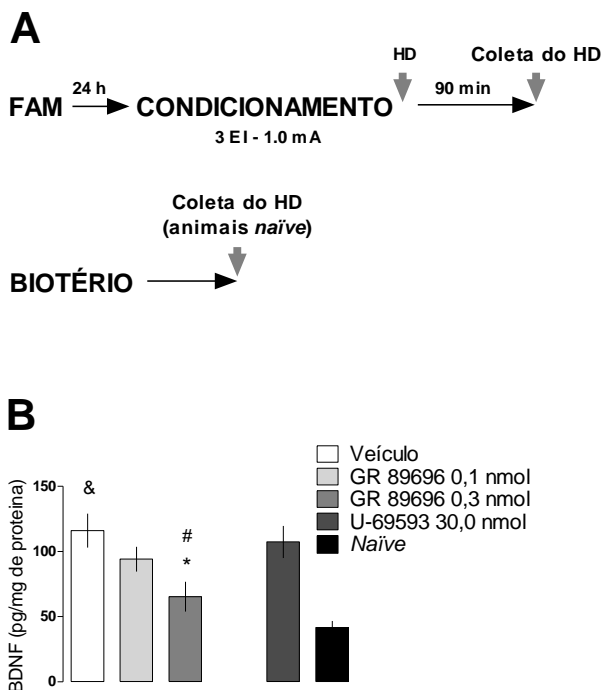 A
HD Coleta do HD
24 h 90 min
FAM CONDICIONAMENTO
3 EI - 1.0 mA
Coleta do HD
(animais naïve)
BIOTÉRIO
B
Veículo
GR 89696 0,1 nmol
GR 89696 0,3 nmol
U-69593 30,0 nmol
Naïve
BDNF (pg/mg de proteina)
150
100
50
0
&
#
*